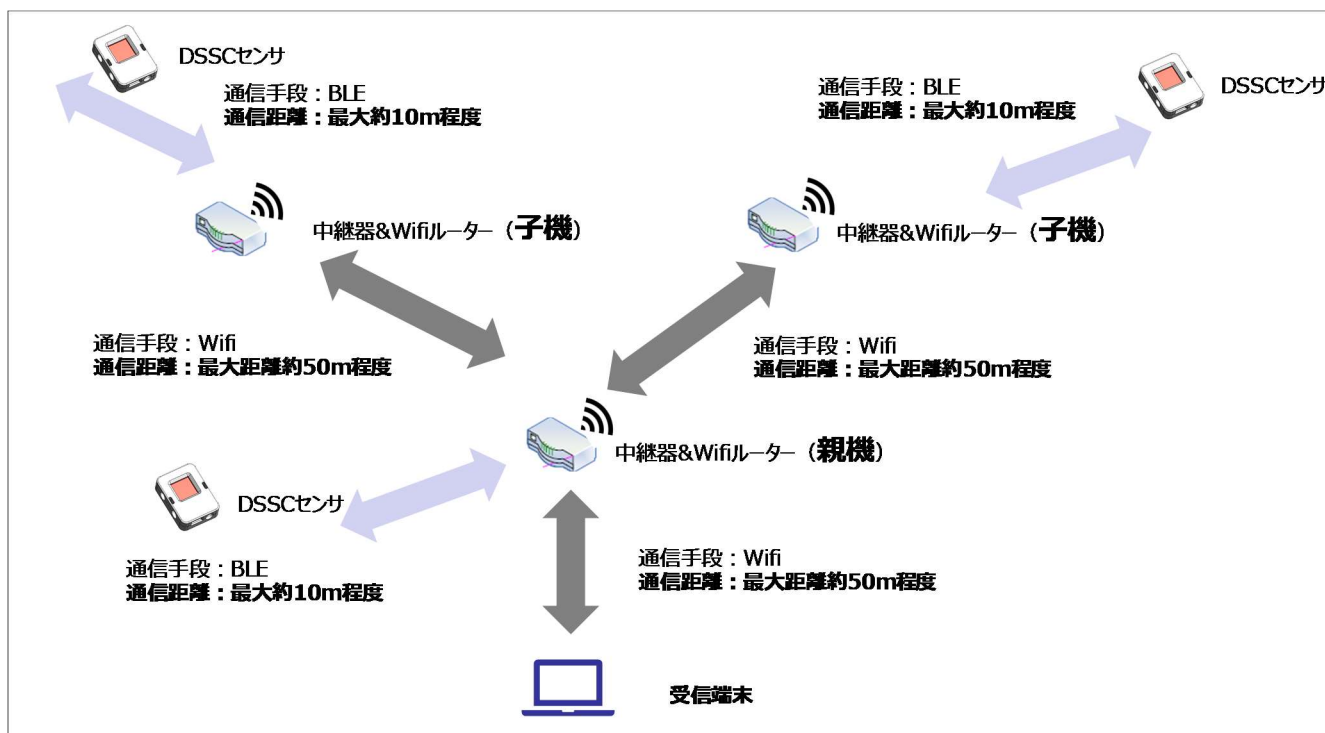 DSSCセンサ
通信手段：BLE
通信距離：最大約10m程度
DSSCセンサ
通信手段：BLE
通信距離：最大約10m程度
中継器&Wifiルーター（子機）
中継器&Wifiルーター（子機）
通信手段：Wifi
通信距離：最大距離約50m程度
通信手段：Wifi
通信距離：最大距離約50m程度
中継器&Wifiルーター（親機）
DSSCセンサ
通信手段：BLE
通信距離：最大約10m程度
通信手段：Wifi
通信距離：最大距離約50m程度
受信端末